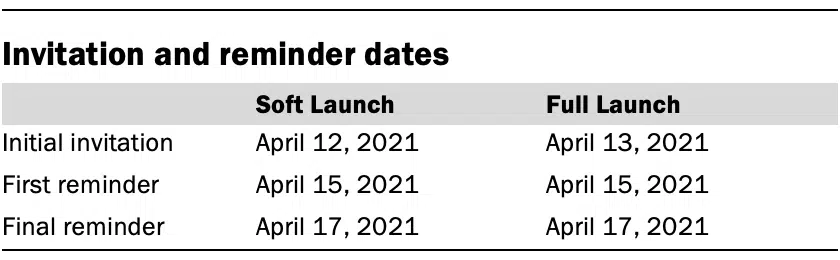 Invitation and reminder dates
Soft Launch Full Launch
Initial invitation April 12, 2021 April 13, 2021
First reminder April 15, 2021 April 15, 2021
Final reminder April 17, 2021 April 17, 2021